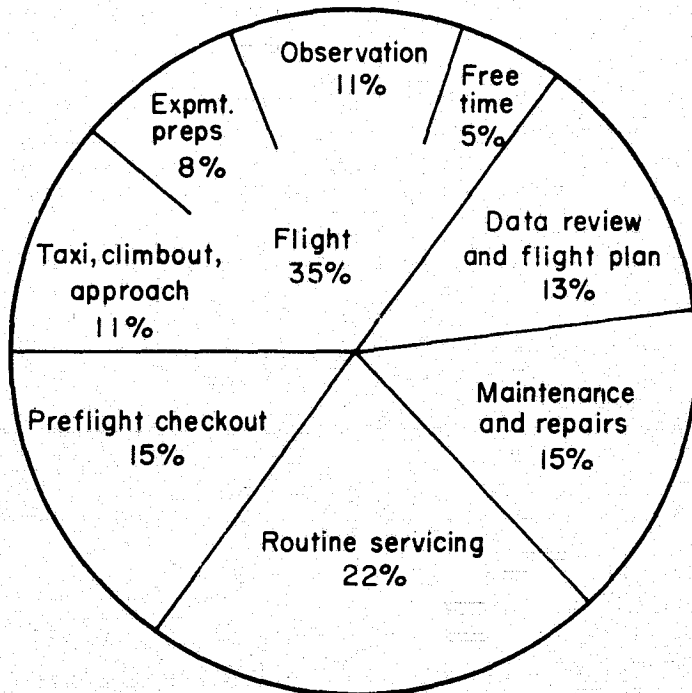 Observation
11%
Free
time
5%
Expmt.
preps
8%
Flight
35%
Taxi, climbout,
approach
11%
Data review
and flight plan
13%
Maintenance
and repairs
15%
Preflight checkout
15%
Routine servicing
22%